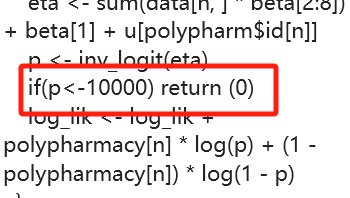 eta <- sum(data[n, ] * beta[2:8])
+ beta[1] + u[polypharm$id[n]]
p <- inv_logit(eta)
if(p<-10000) return (0)
log_lik <- log_lik +
polypharmacy[n] * log(p) + (1 -
polypharmacy[n]) * log(1 - p)